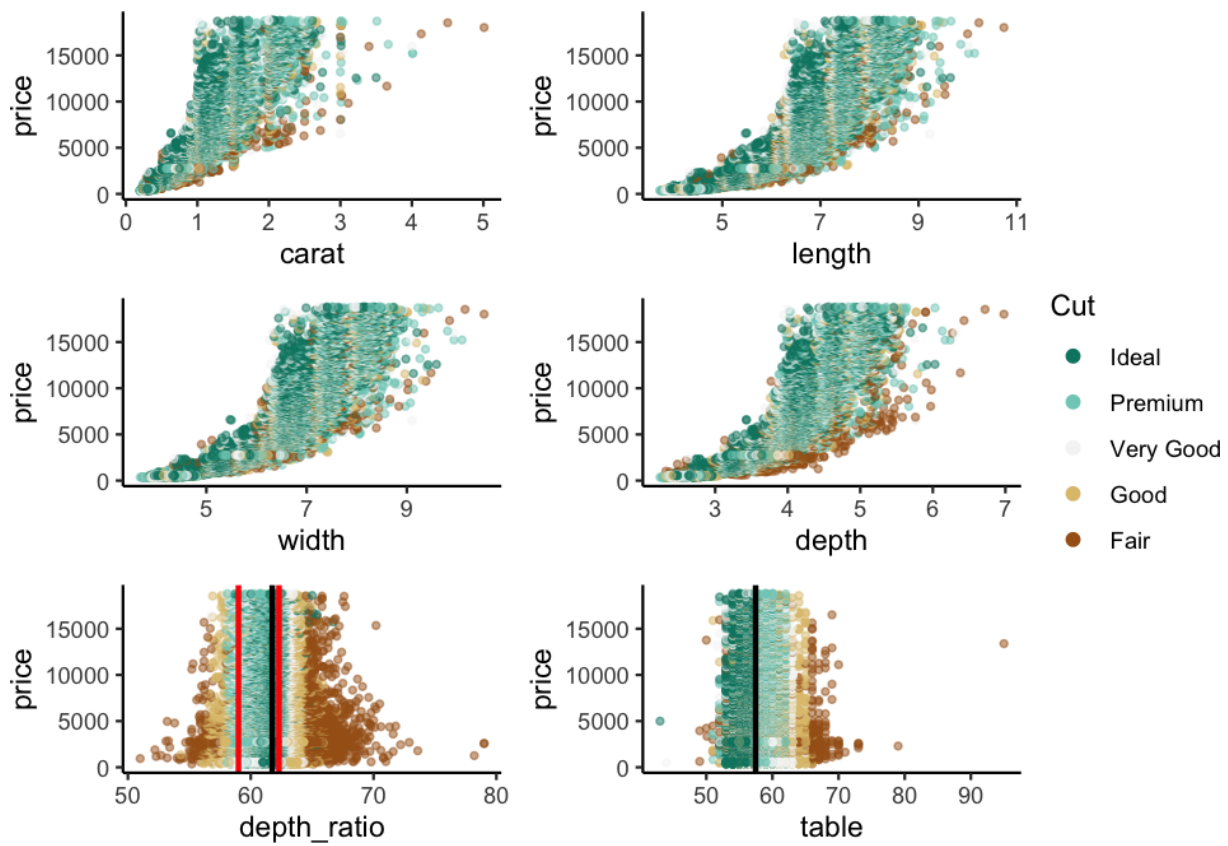 price
15000
10000
5000
0
0 1 2 3 4 5
carat
price
15000
10000
5000
0
5 7 9 11
length
price
15000
10000
5000
0
5 7 9
width
price
15000
10000
5000
0
3 4 5 6 7
depth
Cut
Ideal
Premium
Very Good
Good
Fair
price
15000
10000
5000
0
50 60 70 80
depth_ratio
price
15000
10000
5000
0
50 60 70 80 90
table